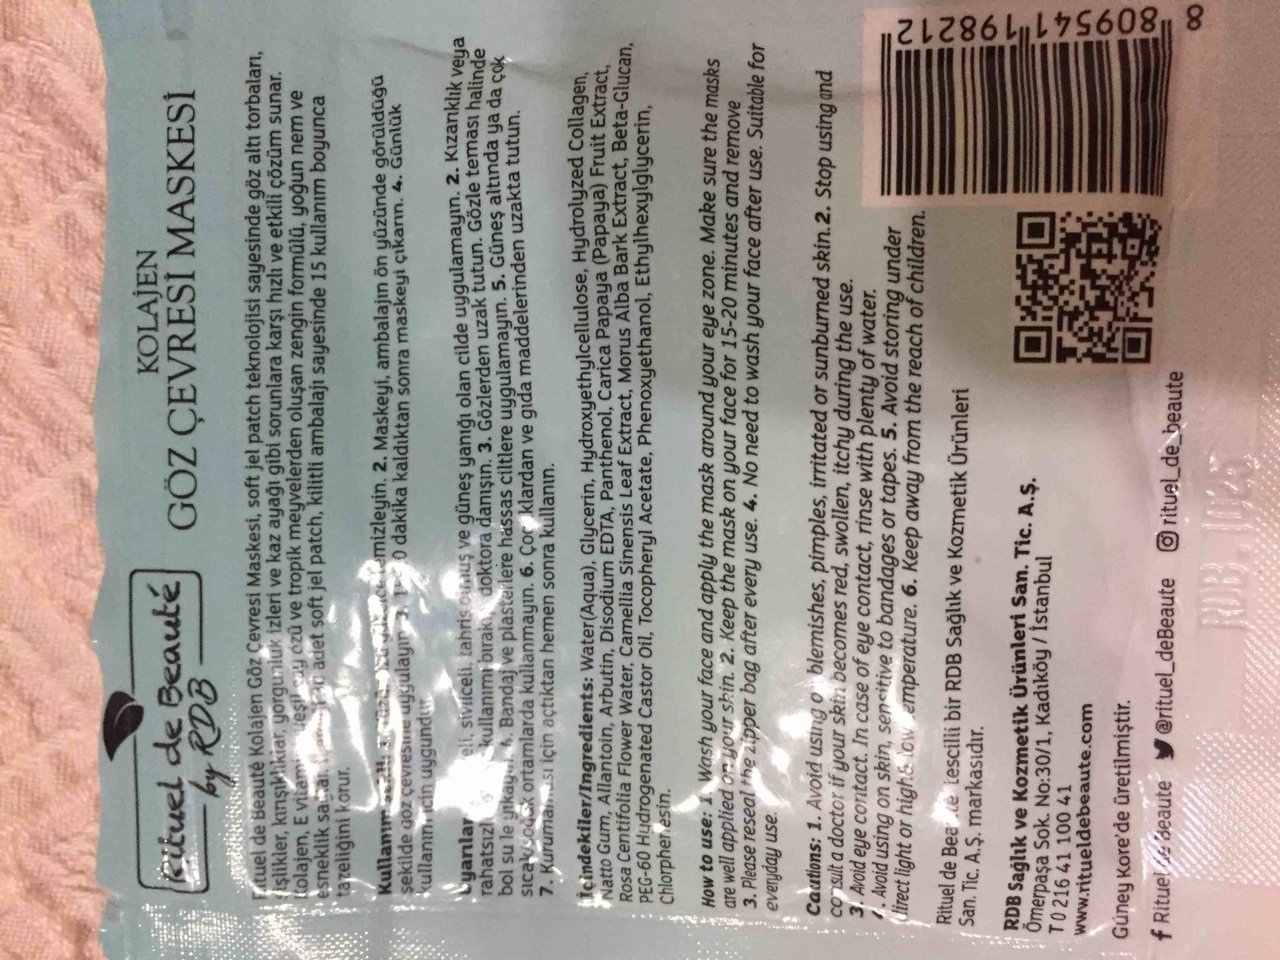 Rituel de Beauté
by RDB
KOLAJEN
GÖZ ÇEVRESİ MASKESİ
Rituel de Beauté Kolajen Göz Çevresi Maskesi, soft jel patch teknolojisi sayesinde göz altı torbaları,
şişlikler, kırışıklıklar, yorgunluk izleri ve kaz ayağı gibi sorunlara karşı hızlı ve etkili çözüm sunar.
Kolajen, E vitamini, yeşil çay özü ve tropik meyvelerden oluşan zengin formülü, yoğun nem ve
esneklik sağlar. adet soft jel patch, kilitli ambalajı sayesinde 15 kullanım boyunca
tazeliğini korur.
Kullanım 2. Maskeyi, ambalajın ön yüzünde görüldüğü
şekilde göz çevresine uygulayın. 3. dakika kaldıktan sonra maskeyi çıkarın. 4. Günlük
kullanım için uygundur.
Uyarılar sivilceli, tahriş olmuş ve güneş yanığı olan cilde uygulamayın. 2. Kızarıklık veya
kullanımı bırakıp doktora danışın. 3. Gözlerden uzak tutun. Gözle teması halinde
bol su ile yıkayın. 4. Bandaj ve plasterlere hassas ciltlere uygulamayın. 5. Güneş altında ya da çok
sıcak/soğuk ortamlarda kullanmayın. 6. Çocuklardan ve gıda maddelerinden uzakta tutun.
7. Kurumaması için açtıktan hemen sonra kullanın.
İçindekiler/Ingredients: Water(Aqua), Glycerin, Hydroxyethylcellulose, Hydrolyzed Collagen,
Natto Gum, Allantoin, Arbutin, Disodium EDTA, Panthenol, Carica Papaya (Papaya) Fruit Extract,
Rosa Centifolia Flower Water, Camellia Sinensis Leaf Extract, Morus Alba Bark Extract, Beta-Glucan,
PEG-60 Hydrogenated Castor Oil, Tocopheryl Acetate, Phenoxyethanol, Ethylhexylglycerin,
Chlorphenesin.
How to use: 1. Wash your face and apply the mask around your eye zone. Make sure the masks
are well applied on your shin. 2. Keep the mask on your face for 15-20 minutes and remove
3. Please reseal the zipper bag after every use. 4. No need to wash your face after use. Suitable for
everyday use.
Cautions: 1. Avoid using on blemishes, pimples, irritated or sunburned skin. 2. Stop using and
consult a doctor if your skin becomes red, swollen, itchy during the use.
3. Avoid eye contact. In case of eye contact, rinse with plenty of water.
4. Avoid using on skin, sensitive to bandages or tapes. 5. Avoid storing under
direct light or high&low temperature. 6. Keep away from the reach of children.
Rituel de Beauté tescilli bir RDB Sağlık ve Kozmetik Ürünleri
San. Tic. A.Ş. markasıdır.
RDB Sağlık ve Kozmetik Ürünleri San. Tic. A.Ş.
Ömerpaşa Sok. No:30/1, Kadıköy / İstanbul
T 0 216 41 100 41
www.ritueldebeaute.com
Güney Kore'de üretilmiştir.
f Rituel de Beaute @rituel_deBeaute rituel_de_beaute
8 809541 198212
RDB.